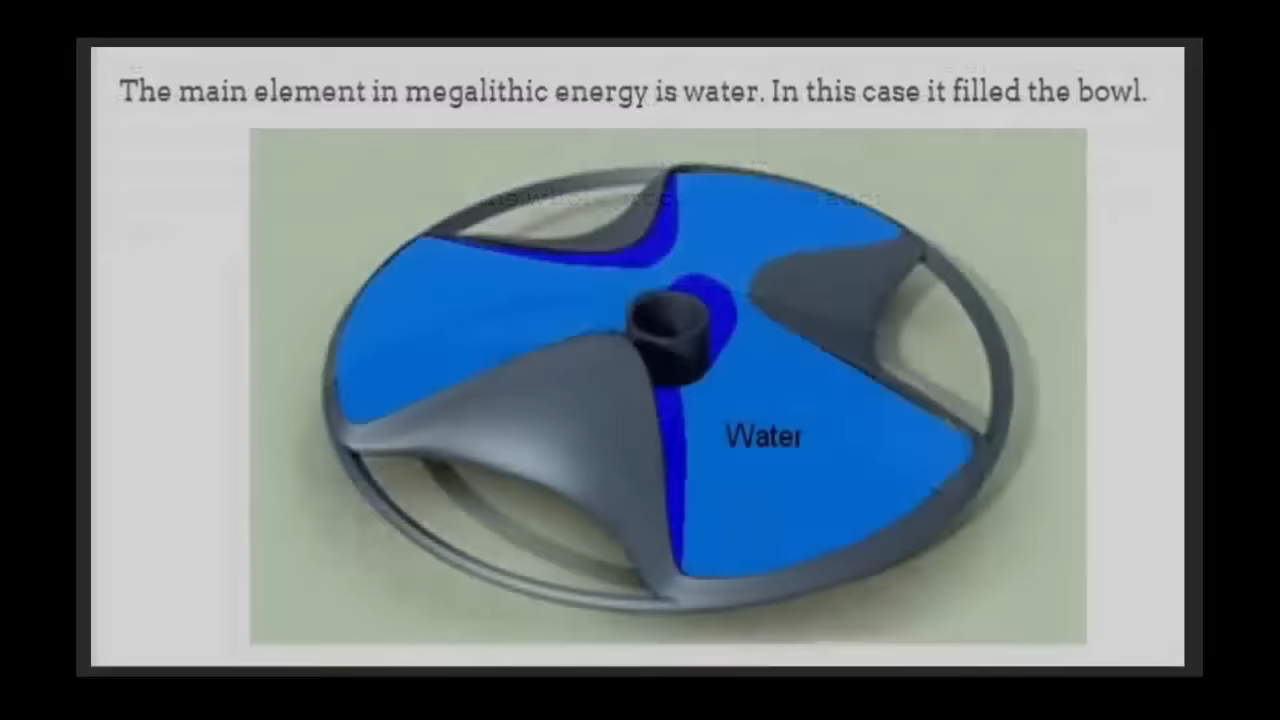 The main element in megalithic energy is water. In this case it filled the bowl.
Water